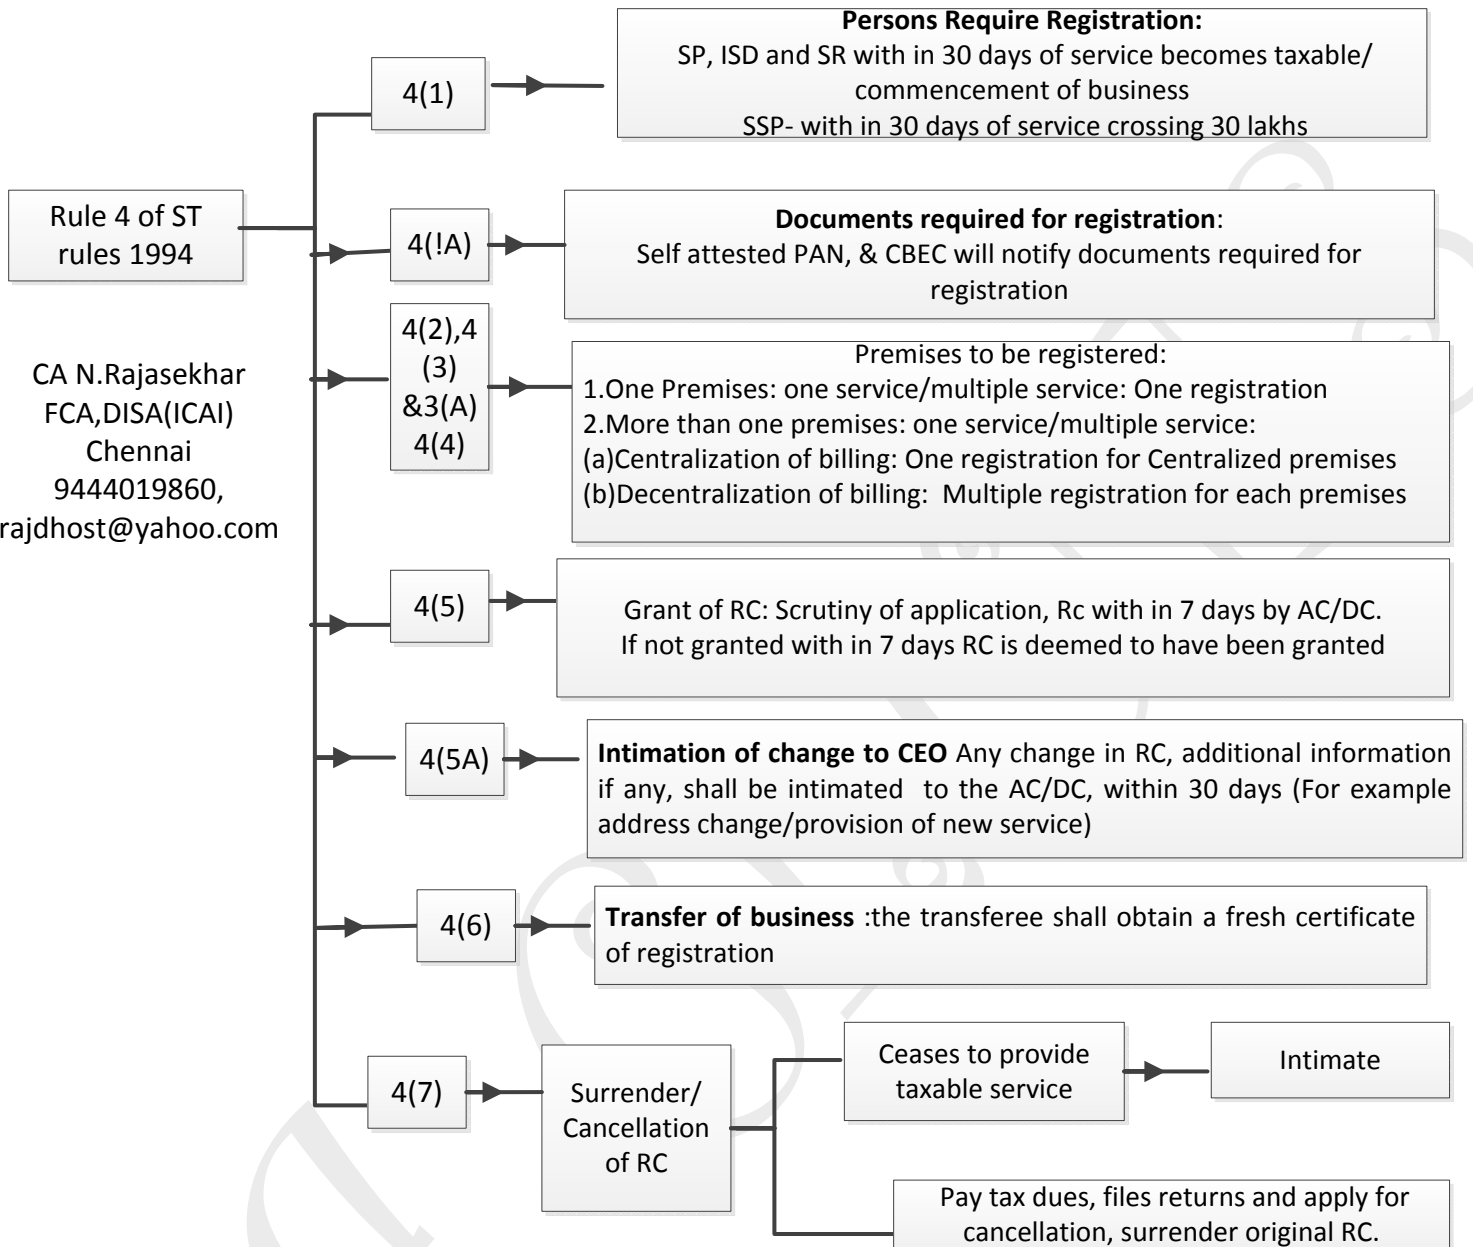 Persons Require Registration:
SP, ISD and SR with in 30 days of service becomes taxable/
commencement of business
SSP- with in 30 days of service crossing 30 lakhs
4(1)
Rule 4 of ST
rules 1994
4(!A)
Documents required for registration:
Self attested PAN, & CBEC will notify documents required for
registration
CA N.Rajasekhar
FCA,DISA(ICAI)
Chennai
9444019860,
rajdhost@yahoo.com
4(2),4
(3)
&3(A)
4(4)
Premises to be registered:
1.One Premises: one service/multiple service: One registration
2.More than one premises: one service/multiple service:
(a)Centralization of billing: One registration for Centralized premises
(b)Decentralization of billing:  Multiple registration for each premises
4(5)
Grant of RC: Scrutiny of application, Rc with in 7 days by AC/DC.
If not granted with in 7 days RC is deemed to have been granted
4(5A)
Intimation of change to CEO Any change in RC, additional information
if any, shall be intimated  to the AC/DC, within 30 days (For example
address change/provision of new service)
4(6)
Transfer of business :the transferee shall obtain a fresh certificate
of registration
4(7)
Surrender/
Cancellation
of RC
Ceases to provide
taxable service
Intimate
Pay tax dues, files returns and apply for
cancellation, surrender original RC.